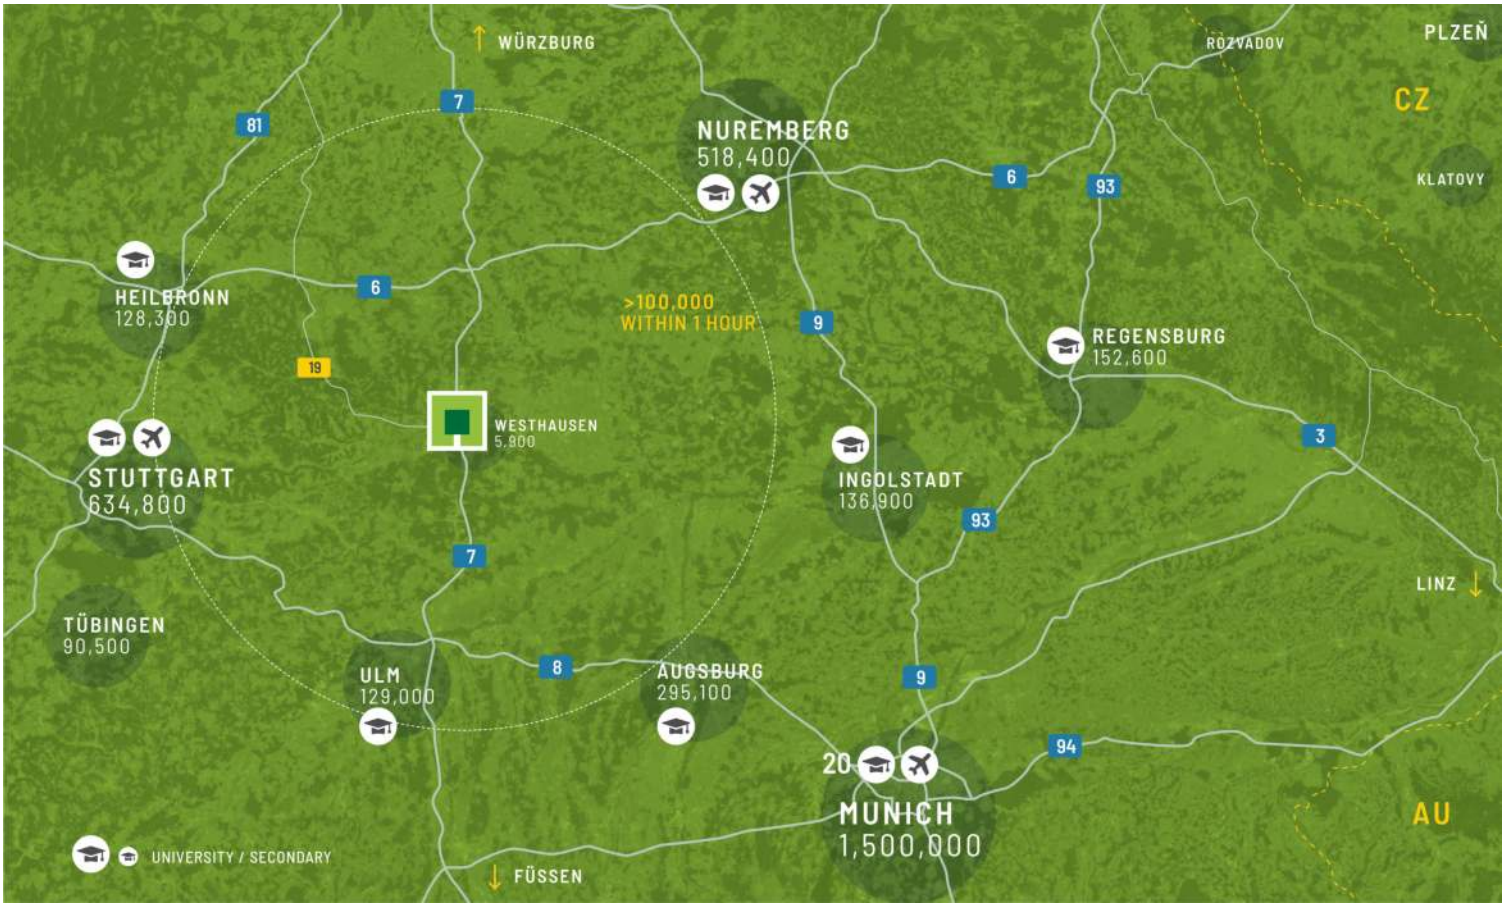 WÜRZBURG
ROZVADOV
PLZEŇ
CZ
7
81
NUREMBERG
518,400
6
93
KLATOVY
HEILBRONN
128,300
6
>100,000
WITHIN 1 HOUR
9
REGENSBURG
152,600
19
WESTHAUSEN
5,900
3
STUTTGART
634,800
INGOLSTADT
136,900
93
7
LINZ
TÜBINGEN
90,500
ULM
129,000
8
AUGSBURG
295,100
9
94
20
MUNICH
1,500,000
AU
UNIVERSITY / SECONDARY
FÜSSEN